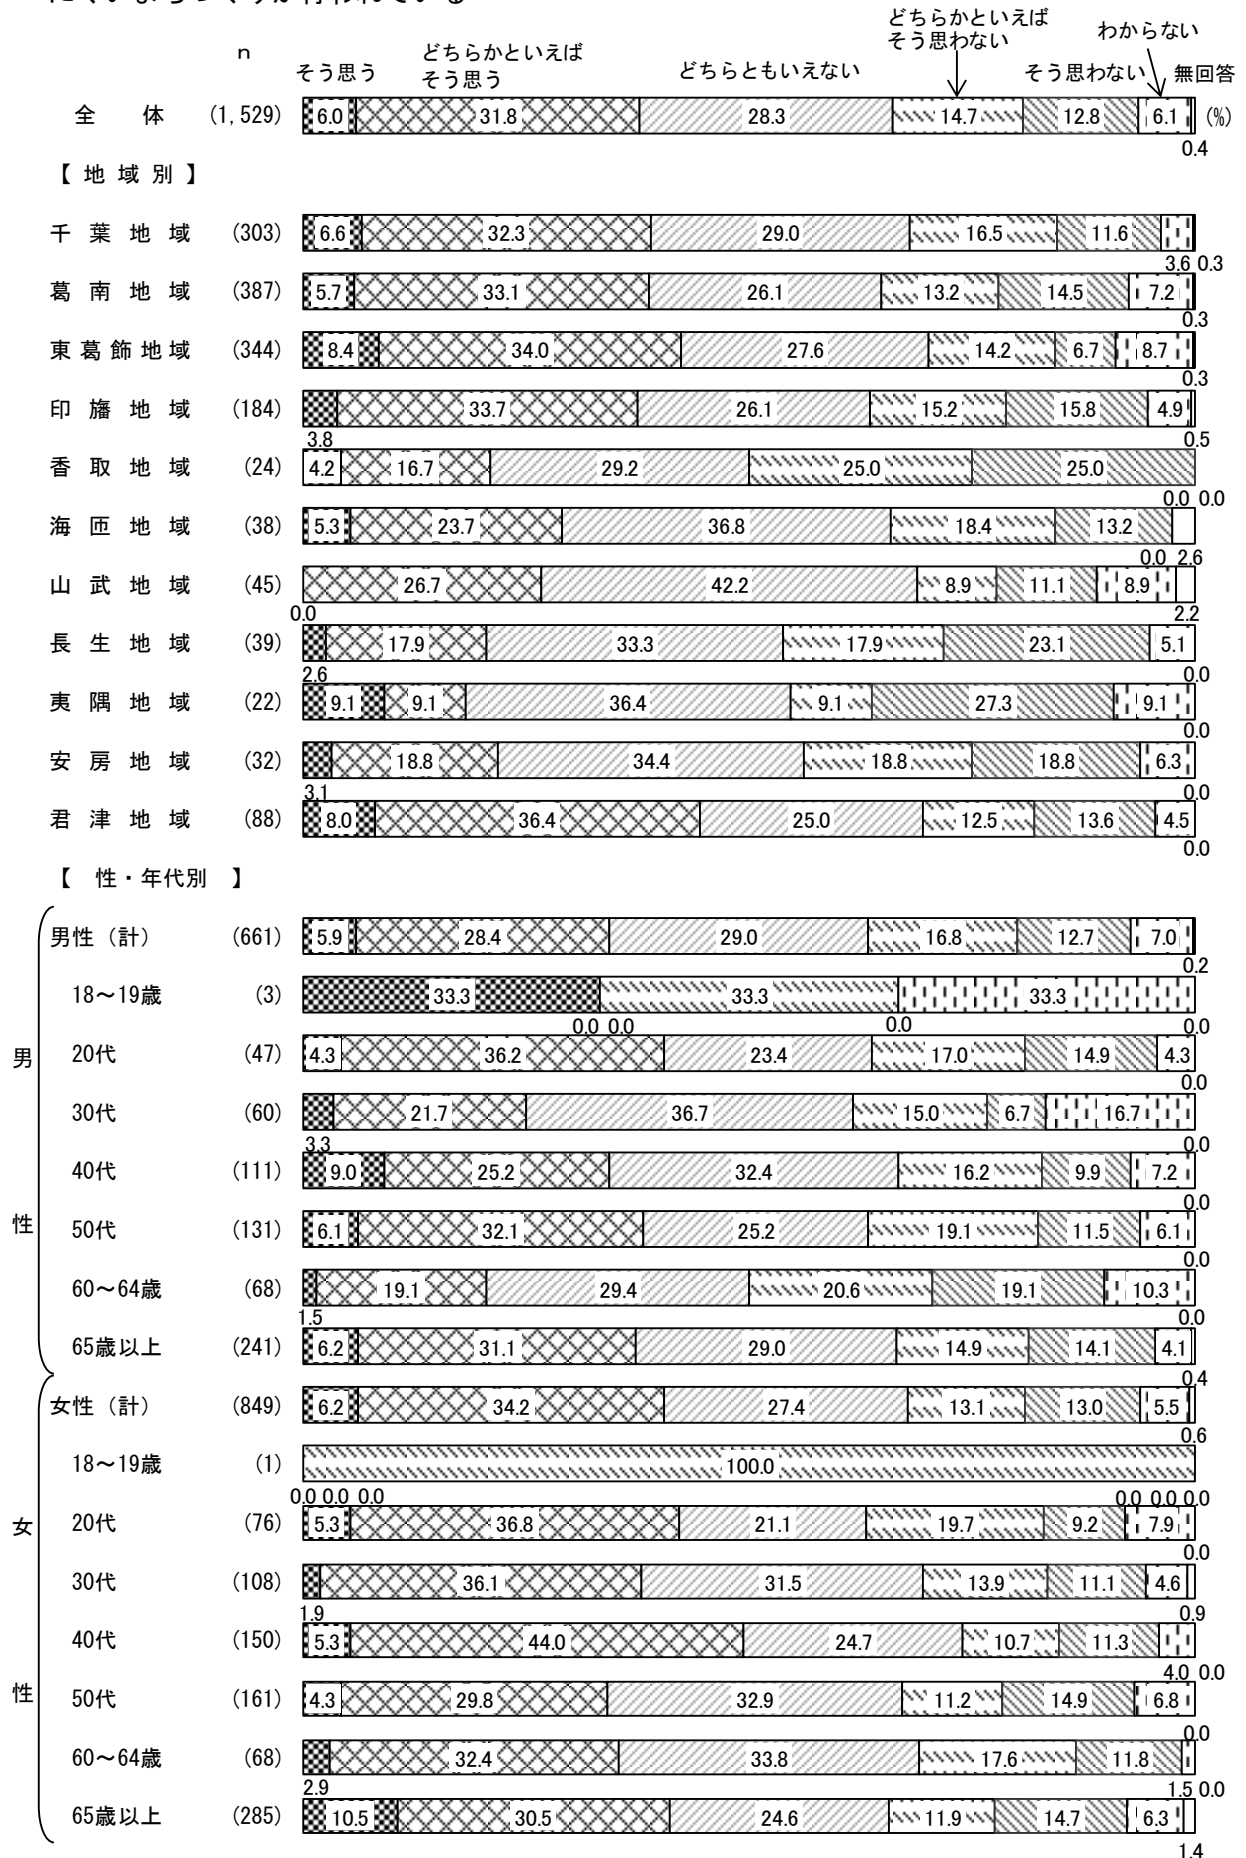 にくいまちづくりが行われている
どちらかといえば
そう思わない
わからない
n
どちらかといえば
そう思う
そう思う
どちらともいえない
そう思わない
無回答
全体 (1,529) 6.0 31.8 28.3 14.7 12.8 6.1 (%)
0.4
【地域別】
千葉地域 (303) 6.6 32.3 29.0 16.5 11.6
3.6 0.3
葛南地域 (387) 5.7 33.1 26.1 13.2 14.5 7.2
0.3
東葛飾地域 (344) 8.4 34.0 27.6 14.2 6.7 8.7
0.3
印旛地域 (184) 33.7 26.1 15.2 15.8 4.9
3.8 0.5
香取地域 (24) 4.2 16.7 29.2 25.0 25.0
0.0 0.0
海匝地域 (38) 5.3 23.7 36.8 18.4 13.2
0.0 2.6
山武地域 (45) 26.7 42.2 8.9 11.1 8.9
0.0 2.2
長生地域 (39) 17.9 33.3 17.9 23.1 5.1
2.6 0.0
夷隅地域 (22) 9.1 9.1 36.4 9.1 27.3 9.1
0.0
安房地域 (32) 18.8 34.4 18.8 18.8 6.3
3.1 0.0
君津地域 (88) 8.0 36.4 25.0 12.5 13.6 4.5
0.0
【 性・年代別 】
男性
男性（計） (661) 5.9 28.4 29.0 16.8 12.7 7.0
0.2
18～19歳 (3) 33.3 33.3 33.3
0.0 0.0 0.0 0.0
20代 (47) 4.3 36.2 23.4 17.0 14.9 4.3
0.0
30代 (60) 21.7 36.7 15.0 6.7 16.7
3.3 0.0
40代 (111) 9.0 25.2 32.4 16.2 9.9 7.2
0.0
50代 (131) 6.1 32.1 25.2 19.1 11.5 6.1
0.0
60～64歳 (68) 19.1 29.4 20.6 19.1 10.3
1.5 0.0
65歳以上 (241) 6.2 31.1 29.0 14.9 14.1 4.1
0.4
女性
女性（計） (849) 6.2 34.2 27.4 13.1 13.0 5.5
0.6
18～19歳 (1) 100.0
0.0 0.0 0.0 0.0 0.0 0.0
20代 (76) 5.3 36.8 21.1 19.7 9.2 7.9
0.0
30代 (108) 36.1 31.5 13.9 11.1 4.6
1.9 0.9
40代 (150) 5.3 44.0 24.7 10.7 11.3
4.0 0.0
50代 (161) 4.3 29.8 32.9 11.2 14.9 6.8
0.0
60～64歳 (68) 32.4 33.8 17.6 11.8
2.9 1.5 0.0
65歳以上 (285) 10.5 30.5 24.6 11.9 14.7 6.3
1.4